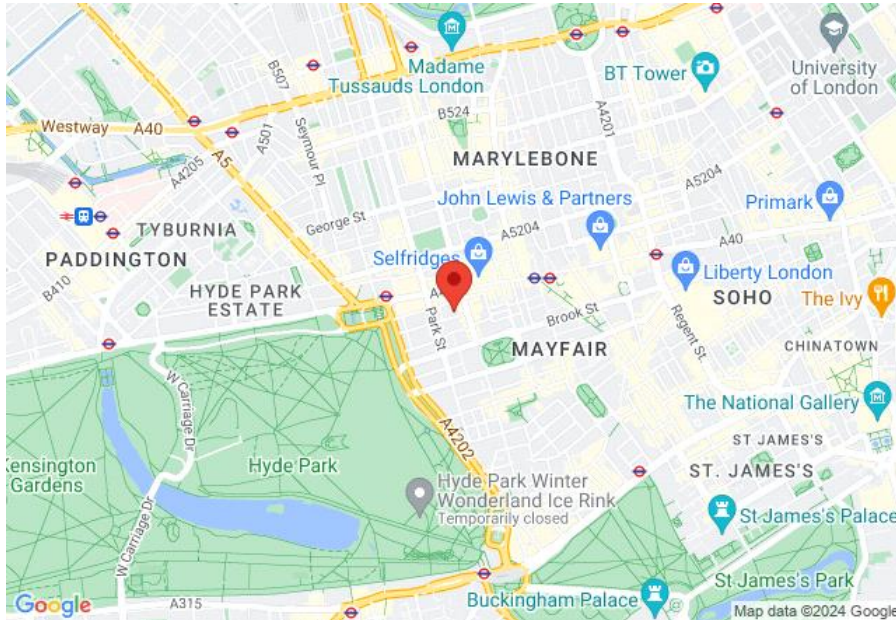 Madame
Tussauds London
BT Tower
University
of London
B507
A4201
B524
Westway
A40
A501
Seymour Pl
A5
A4205
MARYLEBONE
A5204
John Lewis & Partners
Primark
TYBURNIA
George St
A5204
A40
PADDINGTON
Selfridges
Liberty London
B410
HYDE PARK
ESTATE
SOHO
The Ivy
Park St
Brook St
Regent St
MAYFAIR
CHINATOWN
W Carriage Dr
The National Gallery
A4202
ST JAMES'S
ST. JAMES'S
Kensington
Gardens
Hyde Park
Hyde Park Winter
Wonderland Ice Rink
Temporarily closed
St James's Palace
W Carriage Dr
St James's Park
Buckingham Palace
Google
A315
Map data ©2024 Google